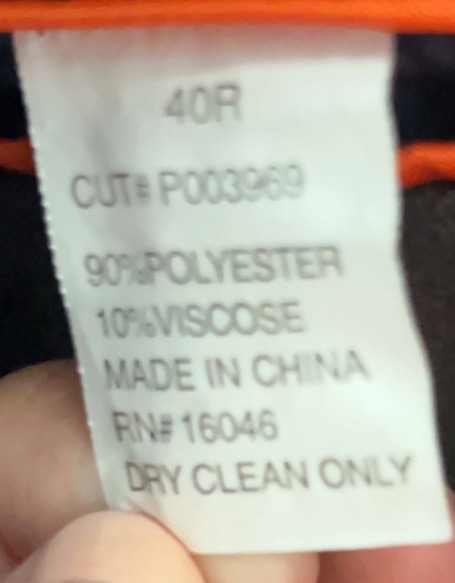 40R
CUT# P003969
90%POLYESTER
10%VISCOSE
MADE IN CHINA
RN#16046
DRY CLEAN ONLY